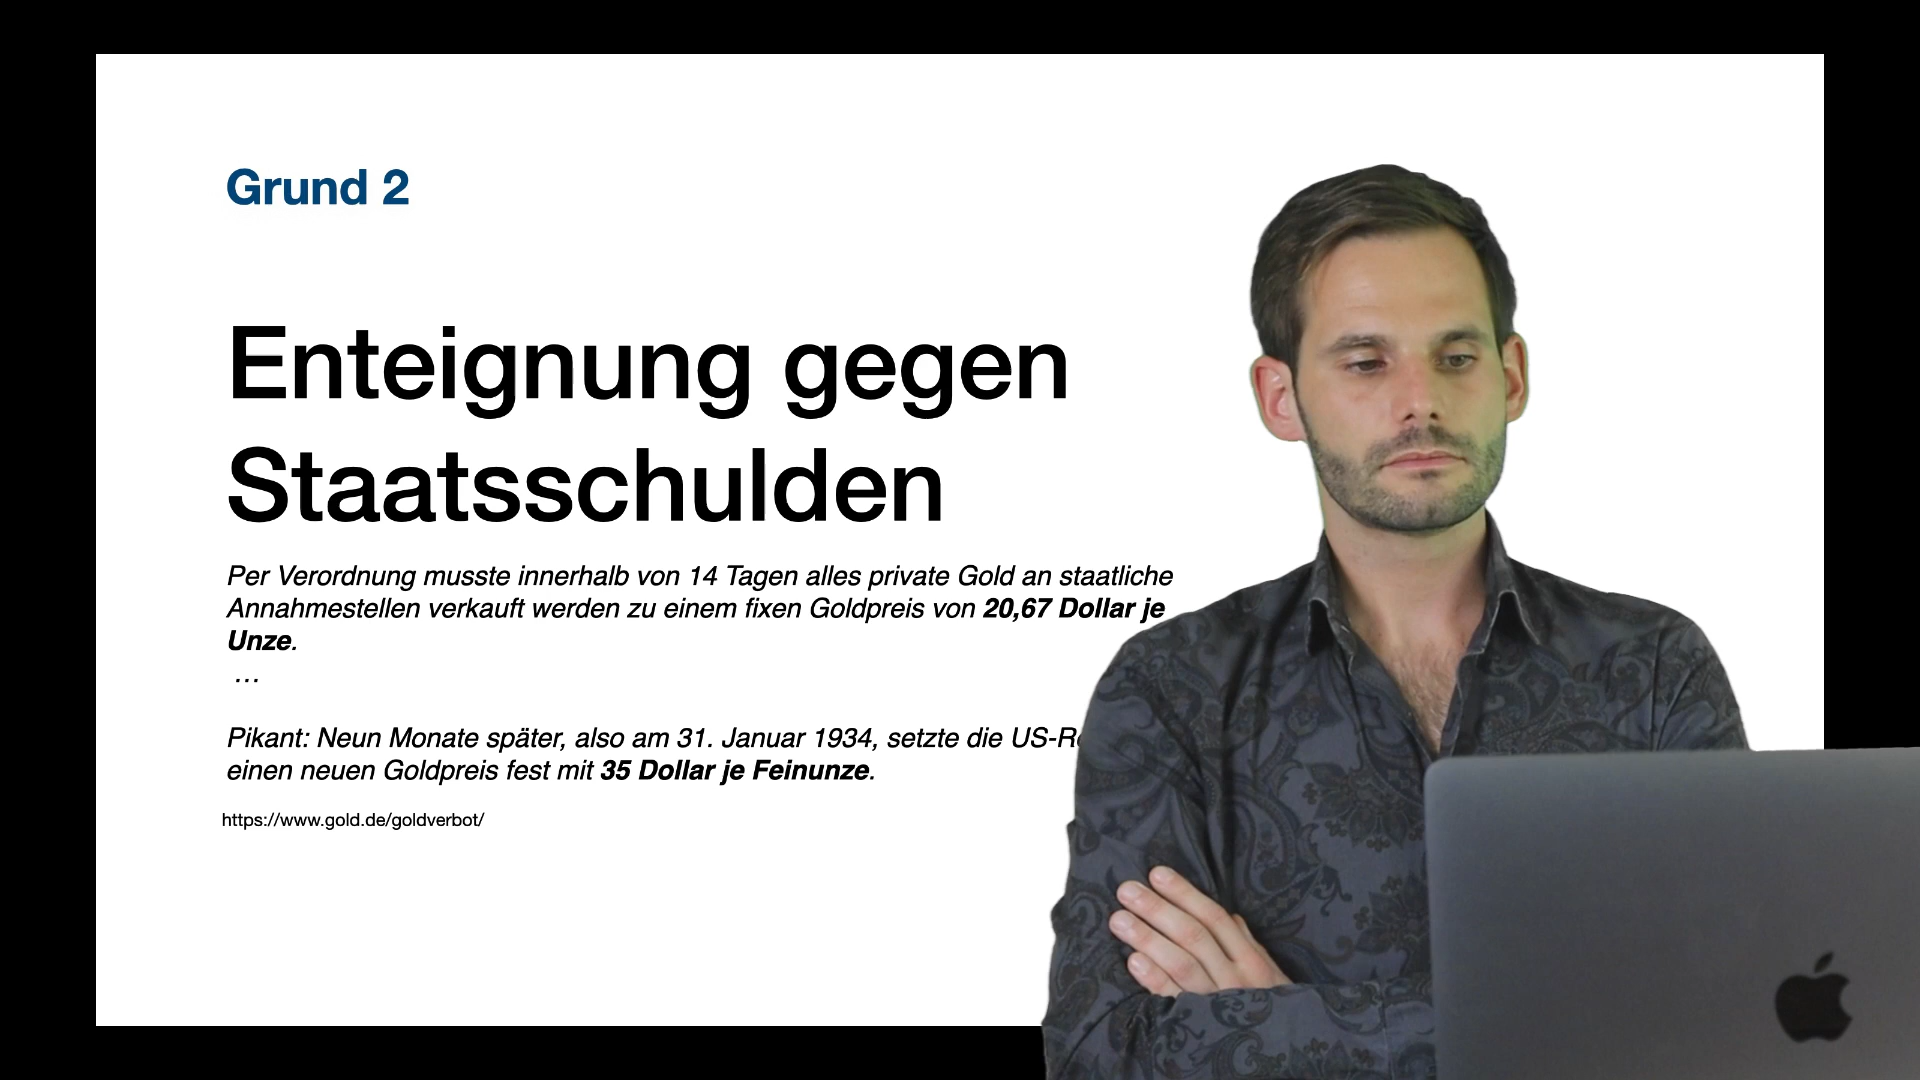 Grund 2
Enteignung gegen
Staatsschulden
Per Verordnung musste innerhalb von 14 Tagen alles private Gold an staatliche
Annahmestellen verkauft werden zu einem fixen Goldpreis von 20,67 Dollar je
Unze.
…
Pikant: Neun Monate später, also am 31. Januar 1934, setzte die
einen neuen Goldpreis fest mit 35 Dollar je Feinunze.
https://www.gold.de/goldverbot/